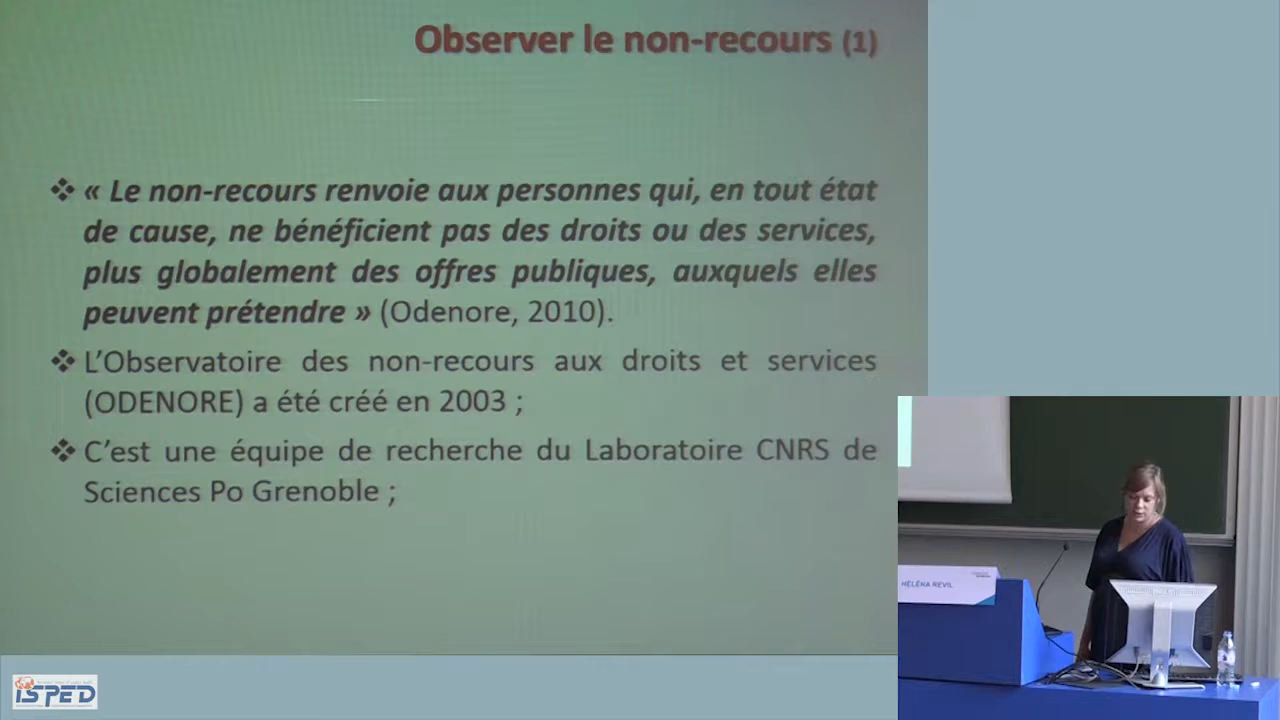 Observer le non-recours (1)
❖ « Le non-recours renvoie aux personnes qui, en tout état
de cause, ne bénéficient pas des droits ou des services,
plus globalement des offres publiques, auxquels elles
peuvent prétendre » (Odenore, 2010).
❖ L'Observatoire des non-recours aux droits et services
(ODENORE) a été créé en 2003 ;
❖ C'est une équipe de recherche du Laboratoire CNRS de
Sciences Po Grenoble ;
HÉLÉNA REVIL
ISPED